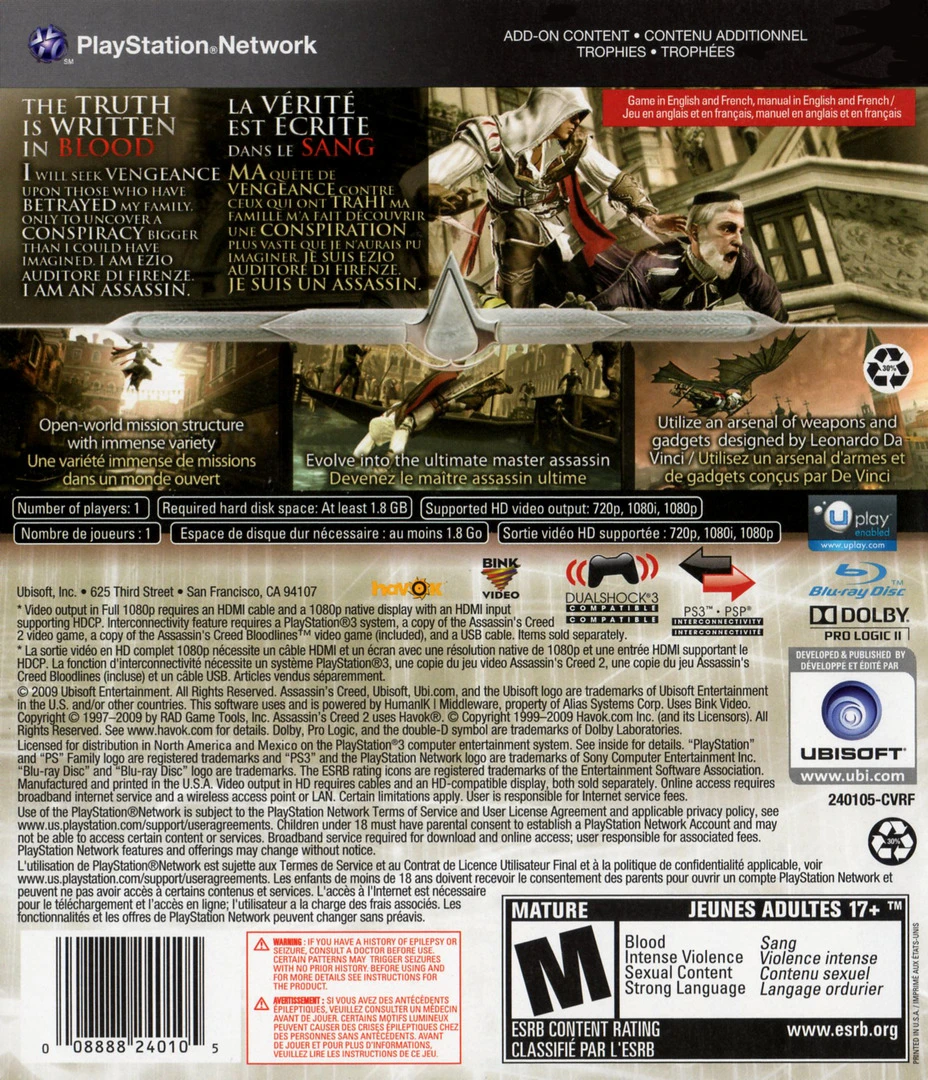 PlayStation®Network
SM
ADD-ON CONTENT • CONTENU ADDITIONNEL
TROPHIES • TROPHÉES
Game in English and French, manual in English and French /
Jeu en anglais et en français, manuel en anglais et en français
THE TRUTH
IS WRITTEN
IN BLOOD
I WILL SEEK VENGEANCE
UPON THOSE WHO HAVE
BETRAYED MY FAMILY,
ONLY TO UNCOVER A
CONSPIRACY BIGGER
THAN I COULD HAVE
IMAGINED. I AM EZIO
AUDITORE DI FIRENZE.
I AM AN ASSASSIN.
LA VÉRITÉ
EST ÉCRITE
DANS LE SANG
MA QUÊTE DE
VENGEANCE CONTRE
CEUX QUI ONT TRAHI MA
FAMILLE M'A FAIT DÉCOUVRIR
UNE CONSPIRATION
PLUS VASTE QUE JE N'AURAIS PU
IMAGINER. JE SUIS EZIO
AUDITORE DI FIRENZE.
JE SUIS UN ASSASSIN.
30%
Open-world mission structure
with immense variety
Une variété immense de missions
dans un monde ouvert
Evolve into the ultimate master assassin
Devenez le maitre assassin ultime
Utilize an arsenal of weapons and
gadgets designed by Leonardo Da
Vinci / Utilisez un arsenal d'armes et
de gadgets conçus par De Vinci
Number of players: 1
Required hard disk space: At least 1.8 GB
Supported HD video output: 720p, 1080i, 1080p
Nombre de joueurs : 1
Espace de disque dur nécessaire : au moins 1.8 Go
Sortie vidéo HD supportée : 720p, 1080i, 1080p
U play
enabled
www.uplay.com
Ubisoft, Inc. • 625 Third Street • San Francisco, CA 94107
havok
BINK
VIDEO
DUALSHOCK®3
COMPATIBLE
COMPATIBLE
PS3™ • PSP®
INTERCONNECTIVITY
INTERCONNECTIVITÉ
Blu-ray Disc™
DOLBY
PRO LOGIC II
* Video output in Full 1080p requires an HDMI cable and a 1080p native display with an HDMI input
supporting HDCP. Interconnectivity feature requires a PlayStation®3 system, a copy of the Assassin's Creed
2 video game, a copy of the Assassin's Creed Bloodlines™ video game (included), and a USB cable. Items sold separately.
* La sortie vidéo en HD complet 1080p nécessite un câble HDMI et un écran avec une résolution native de 1080p et une entrée HDMI supportant le
HDCP. La fonction d'interconectivité nécessite un système PlayStation®3, une copie du jeu video Assassin's Creed 2, une copie du jeu Assassin's
Creed Bloodlines (incluse) et un câble USB. Articles vendus séparemment.
© 2009 Ubisoft Entertainment. All Rights Reserved. Assassin's Creed, Ubisoft, Ubi.com, and the Ubisoft logo are trademarks of Ubisoft Entertainment
in the U.S. and/or other countries. This software uses and is powered by HumanIK | Middleware, property of Alias Systems Corp. Uses Bink Video.
Copyright © 1997–2009 by RAD Game Tools, Inc. Assassin's Creed 2 uses Havok®. © Copyright 1999–2009 Havok.com Inc. (and its Licensors). All
Rights Reserved. See www.havok.com for details. Dolby, Pro Logic, and the double-D symbol are trademarks of Dolby Laboratories.
Licensed for distribution in North America and Mexico on the PlayStation®3 computer entertainment system. See inside for details. "PlayStation"
and "PS" Family logo are registered trademarks and "PS3" and the PlayStation Network logo are trademarks of Sony Computer Entertainment Inc.
"Blu-ray Disc" and "Blu-ray Disc" logo are trademarks. The ESRB rating icons are registered trademarks of the Entertainment Software Association.
Manufactured and printed in the U.S.A. Video output in HD requires cables and an HD-compatible display, both sold separately. Online access requires
broadband internet service and a wireless access point or LAN. Certain limitations apply. User is responsible for Internet service fees.
Use of the PlayStation®Network is subject to the PlayStation Network Terms of Service and User License Agreement and applicable privacy policy, see
www.us.playstation.com/support/useragreements. Children under 18 must have parental consent to establish a PlayStation Network Account and may
not be able to access certain content or services. Broadband service required for download and online access; user responsible for associated fees.
PlayStation Network features and offerings may change without notice.
L'utilisation de PlayStation®Network est sujette aux Termes de Service et au Contrat de Licence Utilisateur Final et à la politique de confidentialité applicable, voir
www.us.playstation.com/support/useragreements. Les enfants de moins de 18 ans doivent recevoir le consentement des parents pour ouvrir un compte PlayStation Network et
peuvent ne pas avoir accès à certains contenus et services. L'accès à l'Internet est nécessaire
pour le téléchargement et l'accès en ligne; l'utilisateur a la charge des frais associés. Les
fonctionnalités et les offres de PlayStation Network peuvent changer sans préavis.
DEVELOPED & PUBLISHED BY
DÉVELOPPÉ ET ÉDITÉ PAR
UBISOFT®
www.ubi.com
240105-CVRF
30%
0 08888 24010 5
WARNING : IF YOU HAVE A HISTORY OF EPILEPSY OR
SEIZURE, CONSULT A DOCTOR BEFORE USE.
CERTAIN PATTERNS MAY TRIGGER SEIZURES
WITH NO PRIOR HISTORY. BEFORE USING AND
FOR MORE DETAILS SEE INSTRUCTIONS FOR
THE PRODUCT.
AVERTISSEMENT : SI VOUS AVEZ DES ANTÉCÉDENTS
ÉPILEPTIQUES, VEUILLEZ CONSULTER UN MÉDECIN
AVANT DE JOUER. CERTAINS MOTIFS LUMINEUX
PEUVENT CAUSER DES CRISES ÉPILEPTIQUES CHEZ
DES PERSONNES SANS ANTÉCÉDENTS. AVANT
DE JOUER ET POUR PLUS D'INFORMATIONS,
VEUILLEZ LIRE LES INSTRUCTIONS DE CE JEU.
MATURE
JEUNES ADULTES 17+ ™
M
Blood
Intense Violence
Sexual Content
Strong Language
Sang
Violence intense
Contenu sexuel
Langage ordurier
ESRB CONTENT RATING
www.esrb.org
CLASSIFIÉ PAR L'ESRB
PRINTED IN U.S.A. / IMPRIMÉ AUX ÉTATS-UNIS